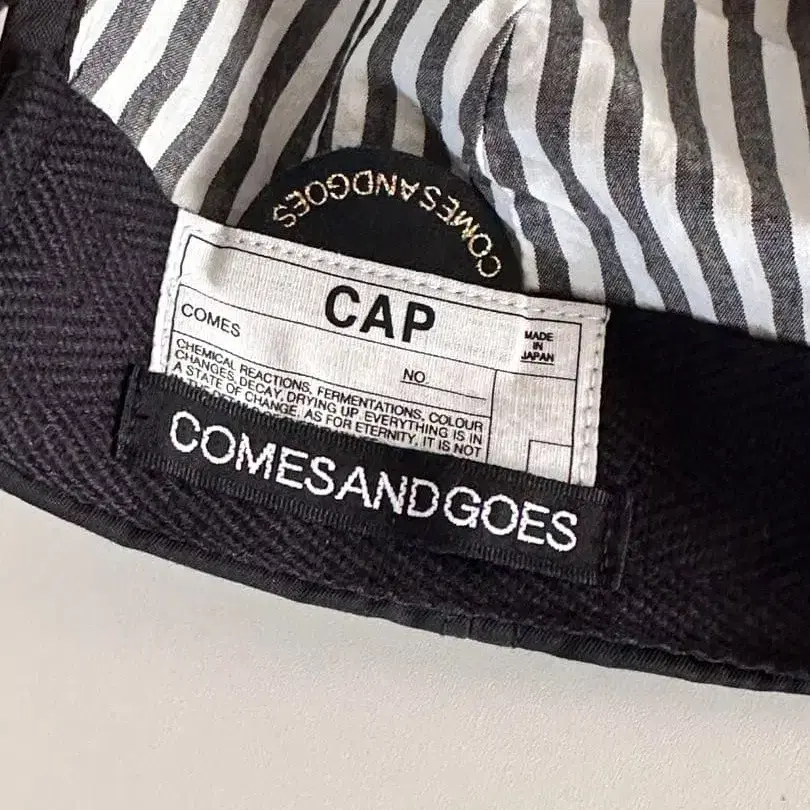 COMESANDGOES
CAP
COMES
MADE
IN
JAPAN
NO.
CHEMICAL REACTIONS, FERMENTATIONS, COLOUR
CHANGES, DECAY, DRYING UP. EVERYTHING IS IN
A STATE OF CHANGE. AS FOR ETERNITY, IT IS NOT
COMESANDGOES